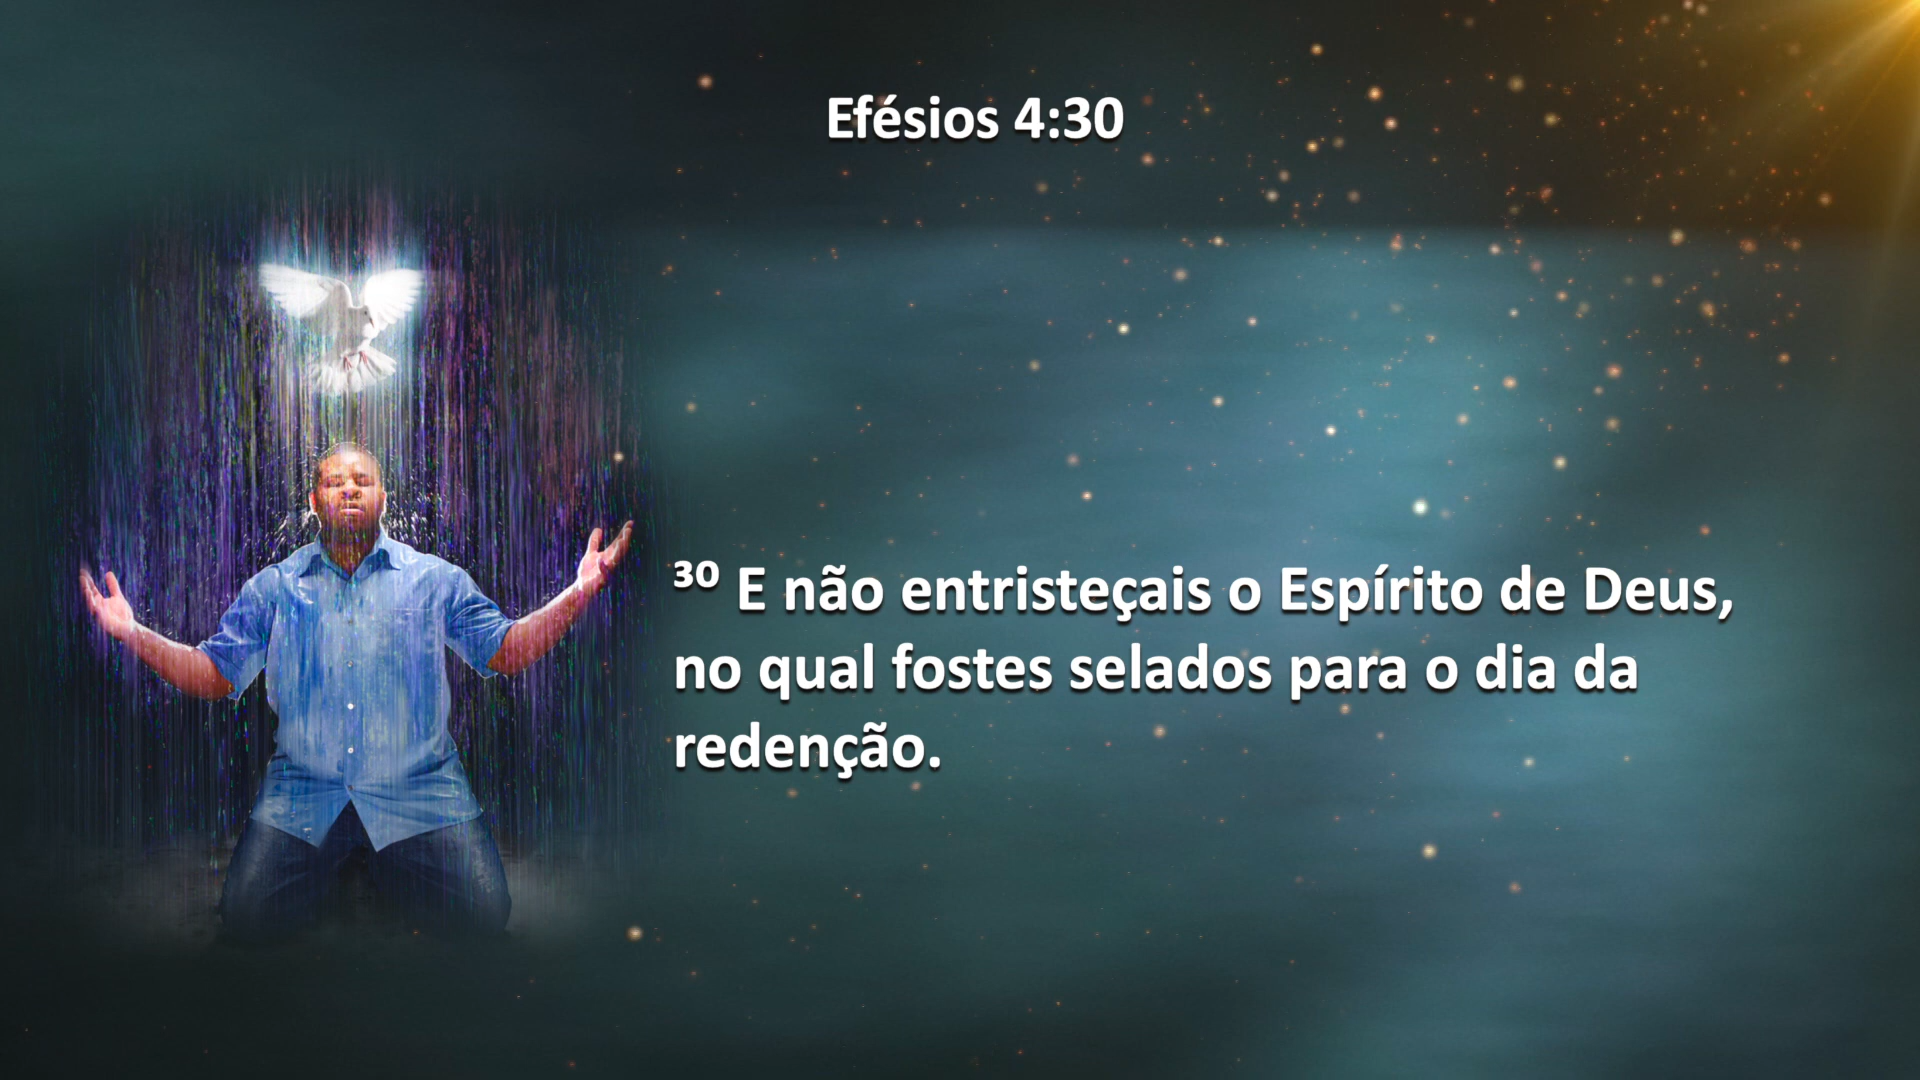 Efésios 4:30
³⁰ E não entristeçais o Espírito de Deus,
no qual fostes selados para o dia da
redenção.